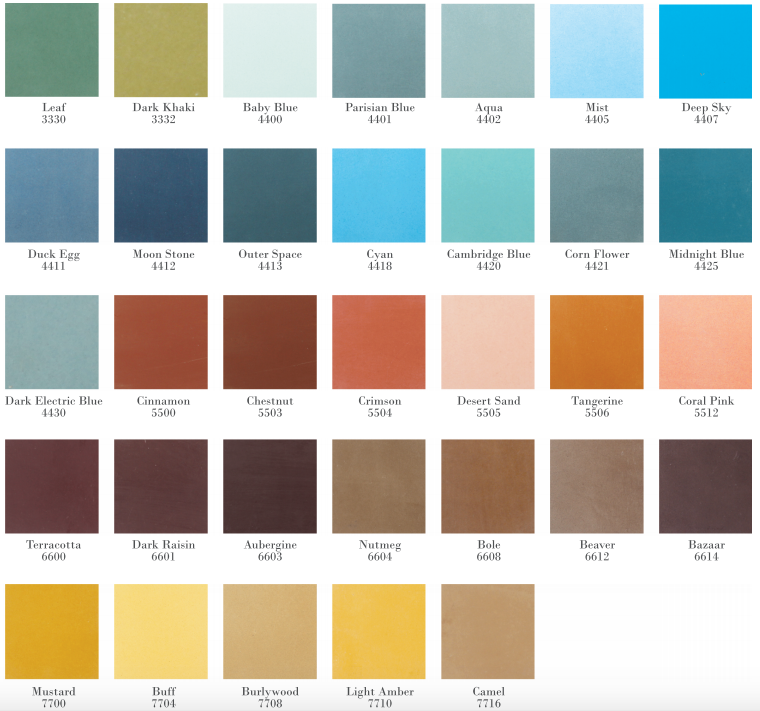 Leaf
3330
Dark Khaki
3332
Baby Blue
4400
Parisian Blue
4401
Aqua
4402
Mist
4405
Deep Sky
4407
Duck Egg
4411
Moon Stone
4412
Outer Space
4413
Cyan
4418
Cambridge Blue
4420
Corn Flower
4421
Midnight Blue
4425
Dark Electric Blue
4430
Cinnamon
5500
Chestnut
5503
Crimson
5504
Desert Sand
5505
Tangerine
5506
Coral Pink
5512
Terracotta
6600
Dark Raisin
6601
Aubergine
6603
Nutmeg
6604
Bole
6608
Beaver
6612
Bazaar
6614
Mustard
7700
Buff
7704
Burlywood
7708
Light Amber
7710
Camel
7716